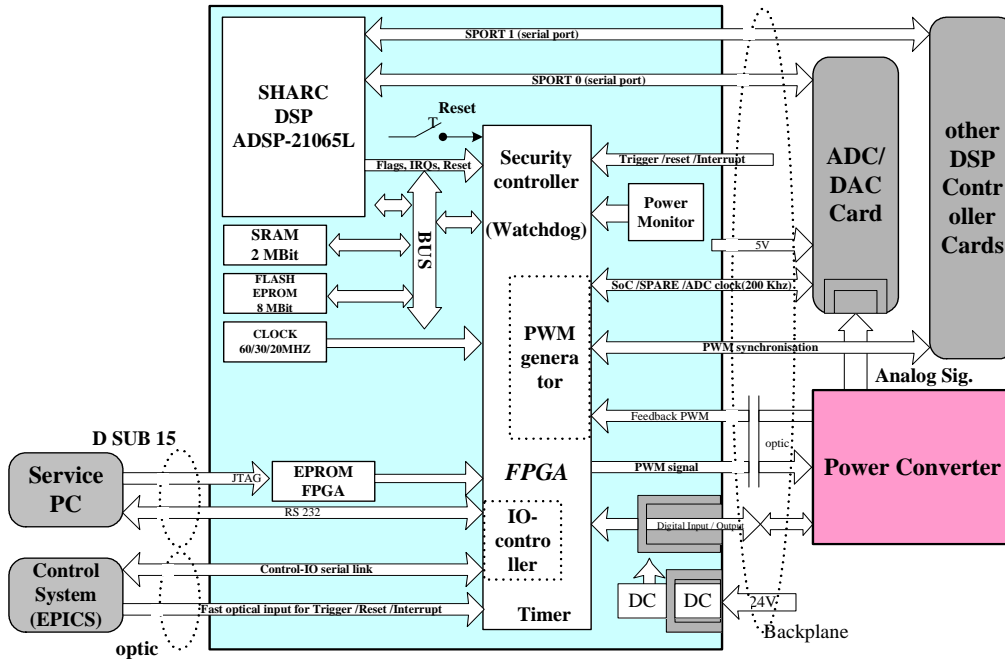 SPORT 1 (serial port)
SPORT 0 (serial port)
SHARC
DSP
ADSP-21065L
Reset
T
Flags, IRQs, Reset
Security
controller
(Watchdog)
Trigger /reset /Interrupt
Power
Monitor
ADC/
DAC
Card
other
DSP
Contr
oller
Cards
SRAM
2 MBit
BUS
5V
FLASH
EPROM
8 MBit
SoC /SPARE /ADC clock(200 Khz)
CLOCK
60/30/20MHZ
PWM
genera
tor
PWM synchronisation
Analog Sig.
Feedback PWM
optic
D SUB 15
Service
PC
JTAG
EPROM
FPGA
FPGA
PWM signal
Power Converter
RS 232
IO-
contro
ller
Digital Input / Output
Control
System
(EPICS)
Control-IO serial link
Fast optical input for Trigger /Reset /Interrupt
Timer
DC
DC
24V
Backplane
optic